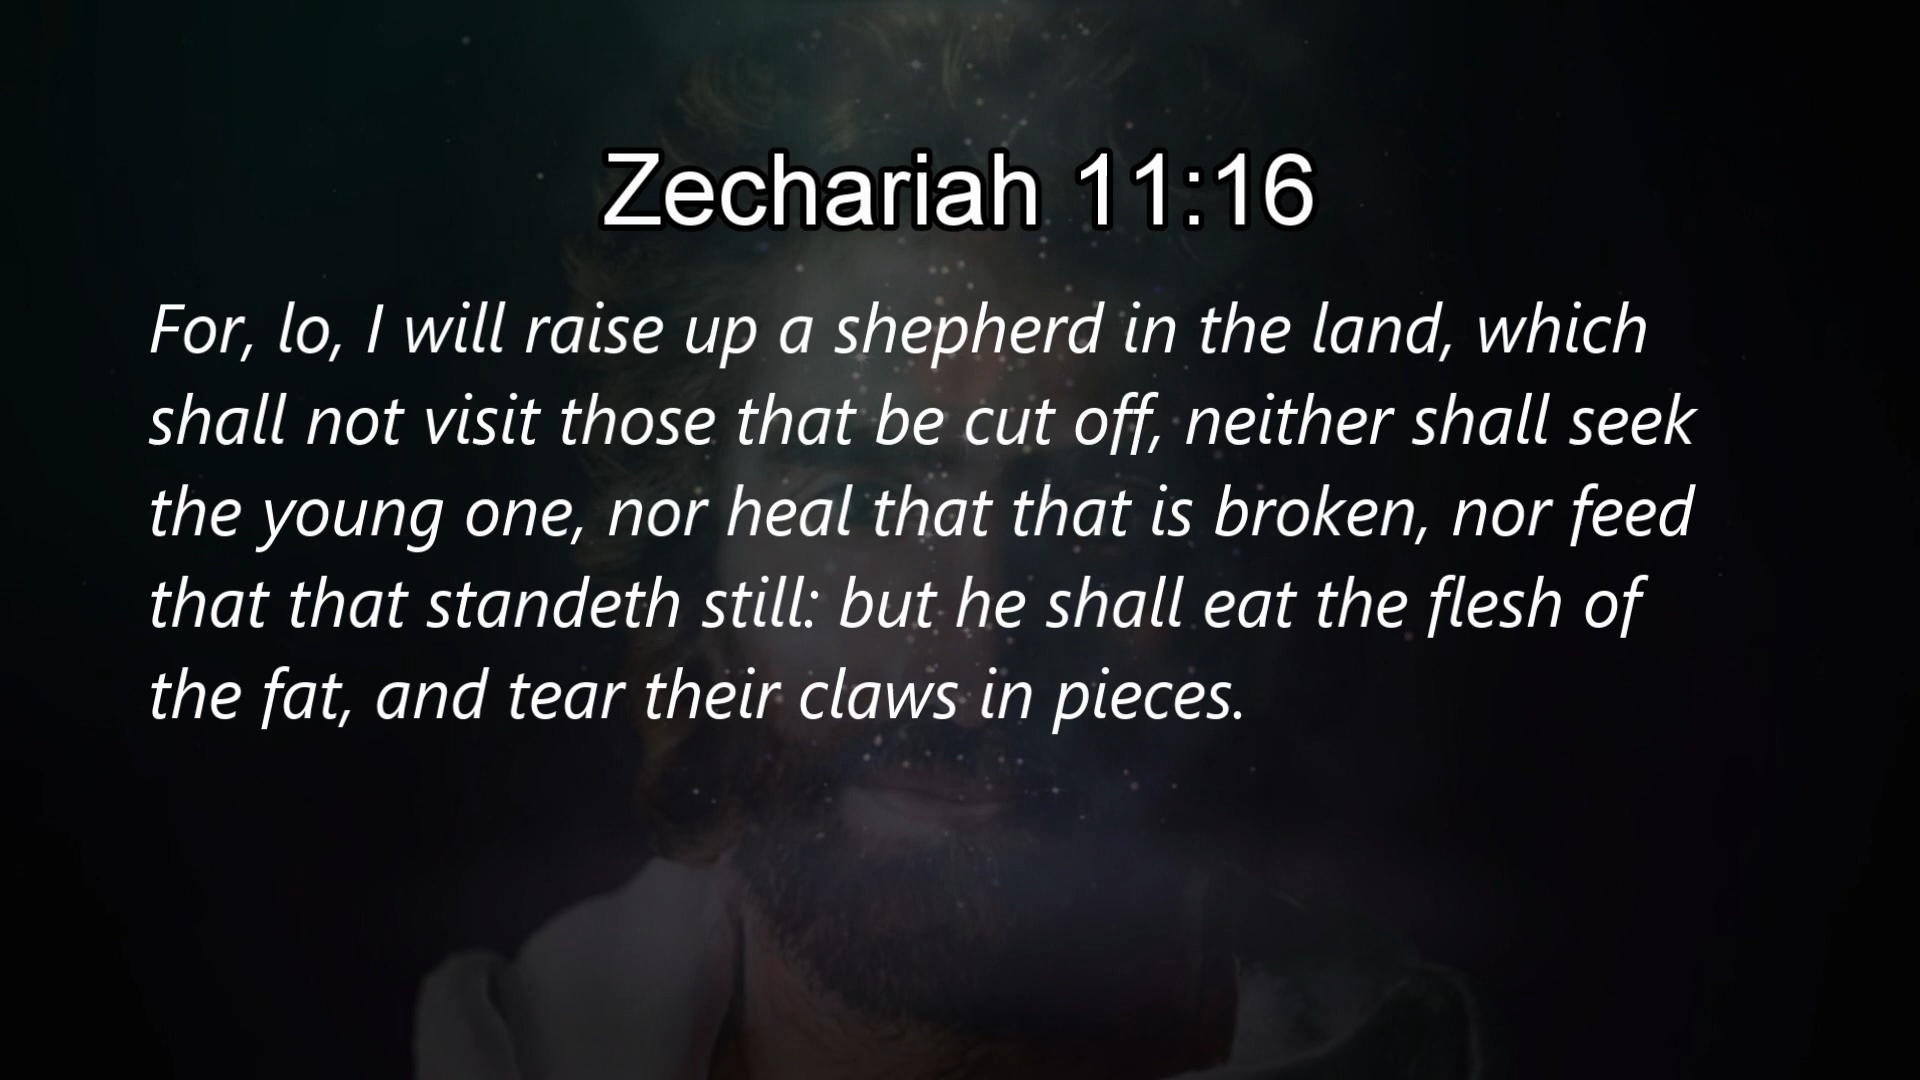 Zechariah 11:16
For, lo, I will raise up a shepherd in the land, which
shall not visit those that be cut off, neither shall seek
the young one, nor heal that that is broken, nor feed
that that standeth still: but he shall eat the flesh of
the fat, and tear their claws in pieces.